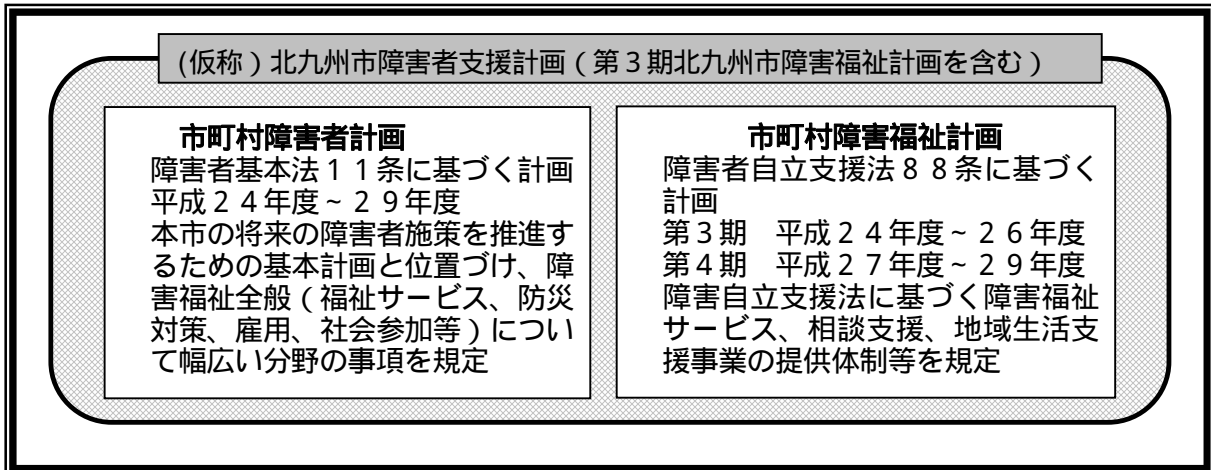 (仮称)北九州市障害者支援計画(第3期北九州市障害福祉計画を含む)
市町村障害者計画
障害者基本法11条に基づく計画
平成24年度~29年度
本市の将来の障害者施策を推進す
るための基本計画と位置づけ、障
害福祉全般(福祉サービス、防災
対策、雇用、社会参加等)につい
て幅広い分野の事項を規定
市町村障害福祉計画
障害者自立支援法88条に基づく
計画
第3期 平成24年度~26年度
第4期 平成27年度~29年度
障害自立支援法に基づく障害福祉
サービス、相談支援、地域生活支
援事業の提供体制等を規定